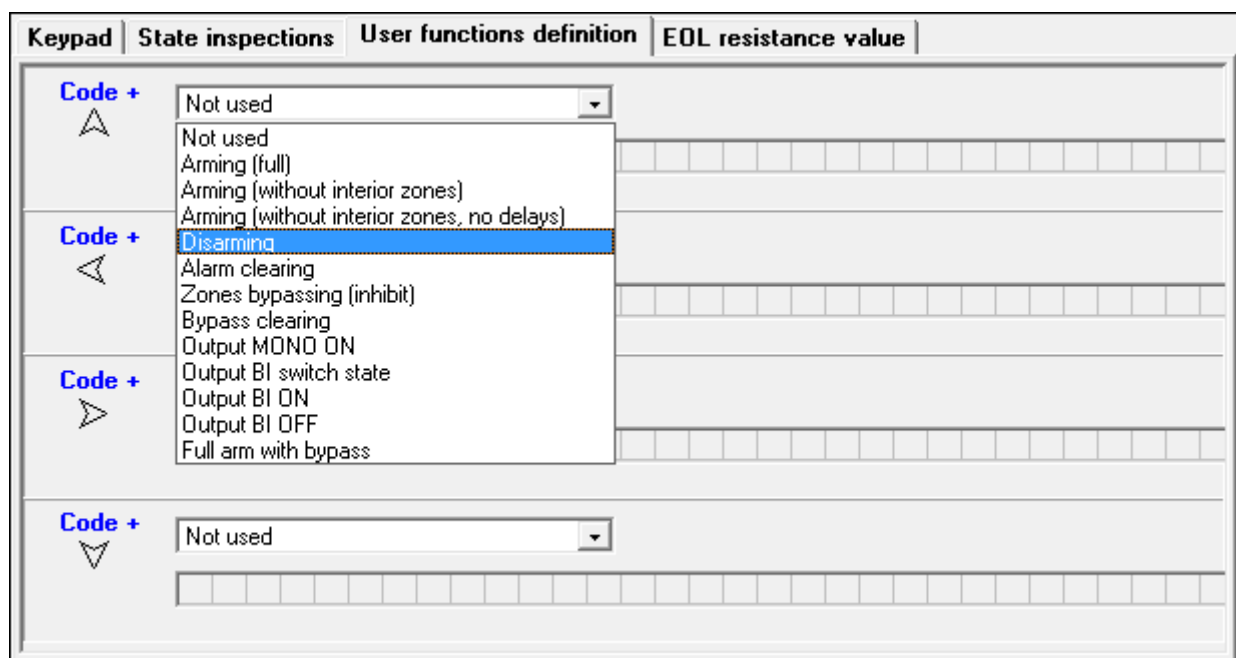 Keypad State inspections User functions definition EOL resistance value
Code +
Not used
Not used
Arming (full)
Arming (without interior zones)
Arming (without interior zones, no delays)
Code +
Disarming
Alarm clearing
Zones bypassing (inhibit)
Bypass clearing
Output MONO ON
Output BI switch state
Code +
Output BI ON
Output BI OFF
Full arm with bypass
Code +
Not used